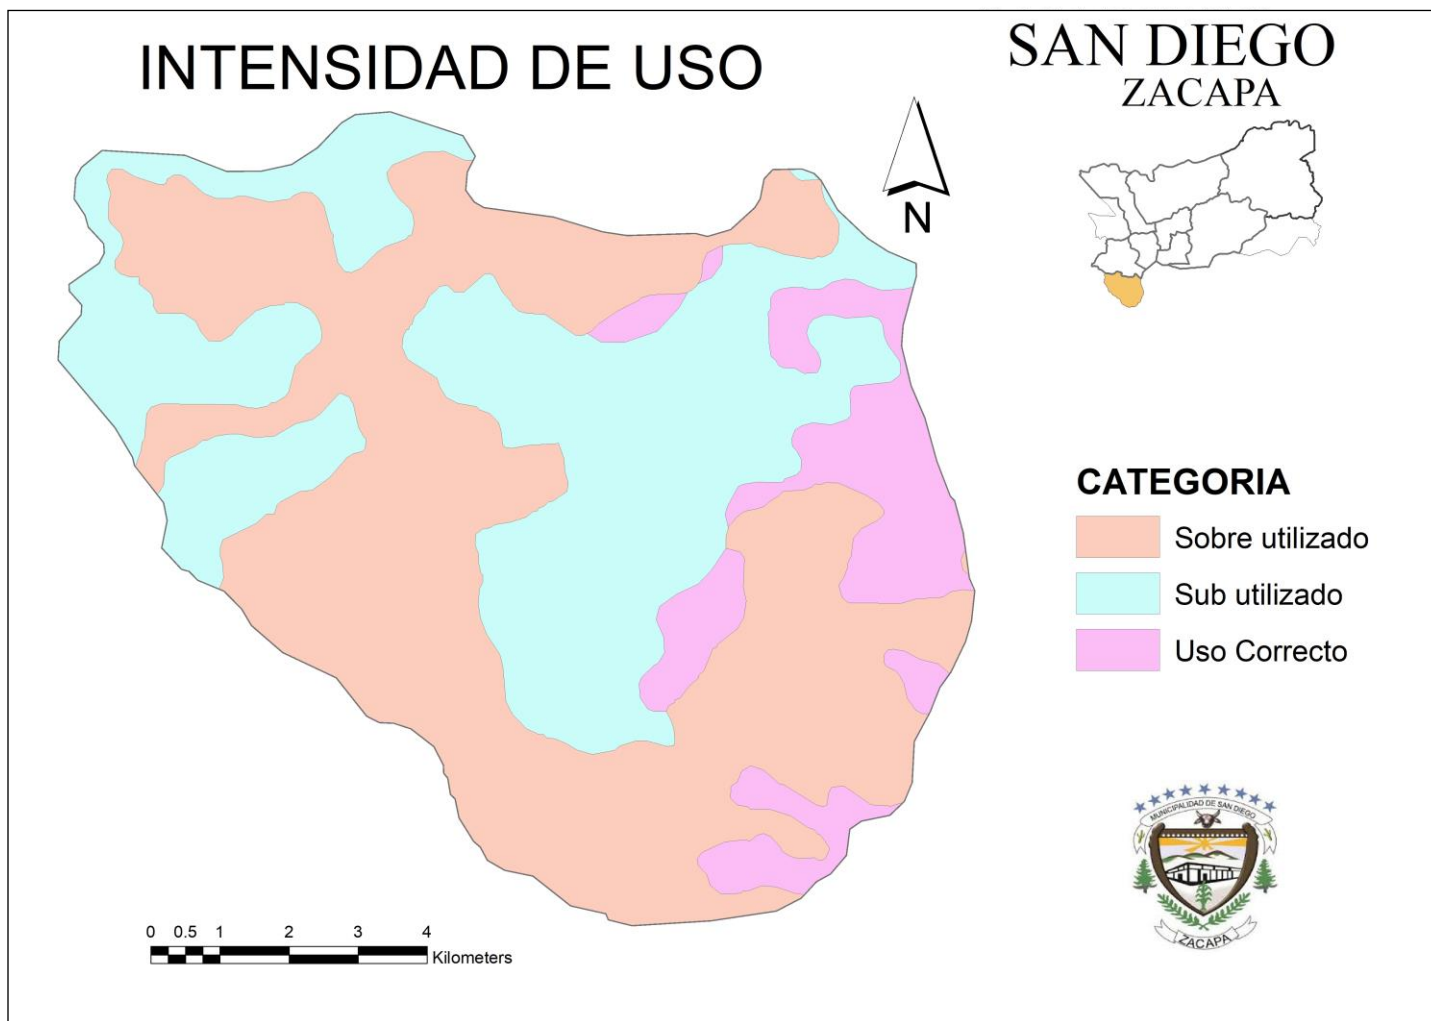 INTENSIDAD DE USO
SAN DIEGO
ZACAPA
N
CATEGORIA
Sobre utilizado
Sub utilizado
Uso Correcto
MUNICIPALIDAD DE SAN DIEGO
ZACAPA
0 0.5 1 2 3 4
Kilometers